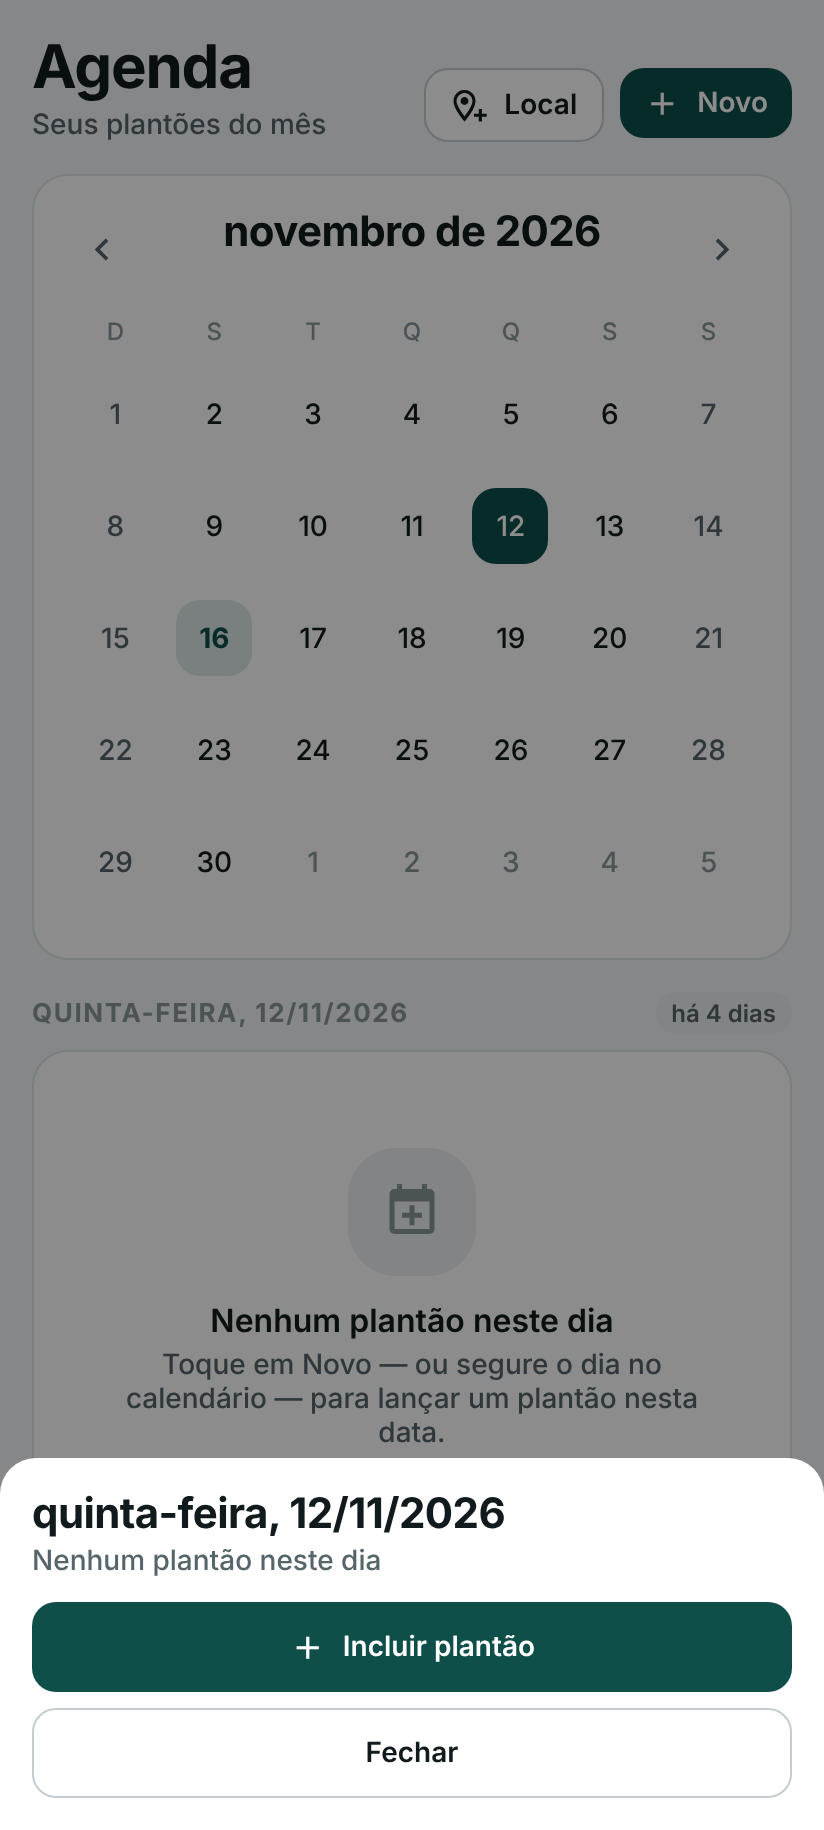 Agenda
Seus plantões do mês
Local
Novo
novembro de 2026
D S T Q Q S S
1 2 3 4 5 6 7
8 9 10 11 12 13 14
15 16 17 18 19 20 21
22 23 24 25 26 27 28
29 30 1 2 3 4 5
QUINTA-FEIRA, 12/11/2026
há 4 dias
Nenhum plantão neste dia
Toque em Novo — ou segure o dia no
calendário — para lançar um plantão nesta
data.
quinta-feira, 12/11/2026
Nenhum plantão neste dia
Incluir plantão
Fechar